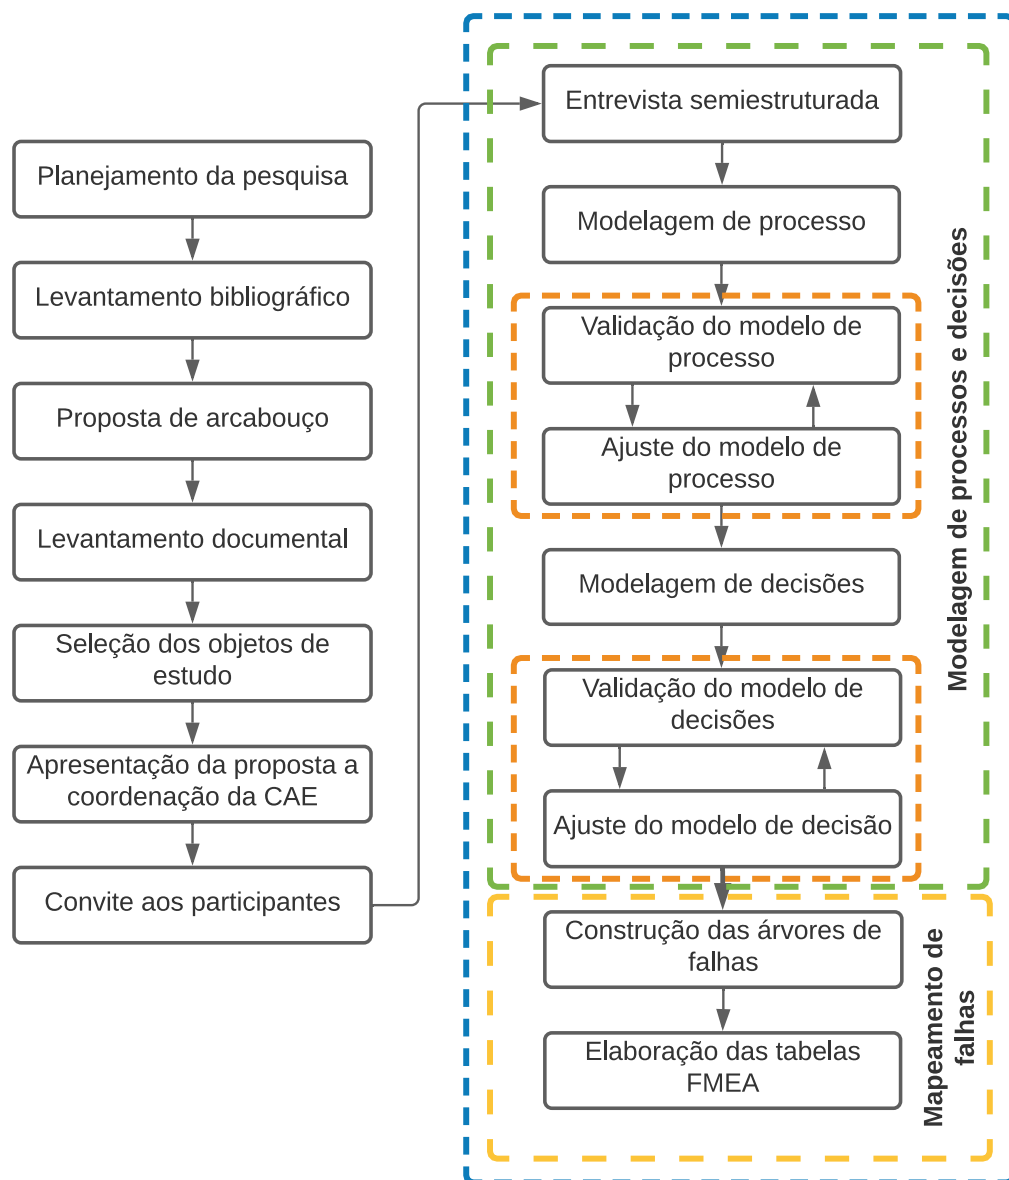 Planejamento da pesquisa
Levantamento bibliográfico
Proposta de arcabouço
Levantamento documental
Seleção dos objetos de
estudo
Apresentação da proposta a
coordenação da CAE
Convite aos participantes
Entrevista semiestruturada
Modelagem de processo
Validação do modelo de
processo
Ajuste do modelo de
processo
Modelagem de decisões
Validação do modelo de
decisões
Ajuste do modelo de decisão
Modelagem de processos e decisões
Construção das árvores de
falhas
Elaboração das tabelas
FMEA
Mapeamento de
falhas